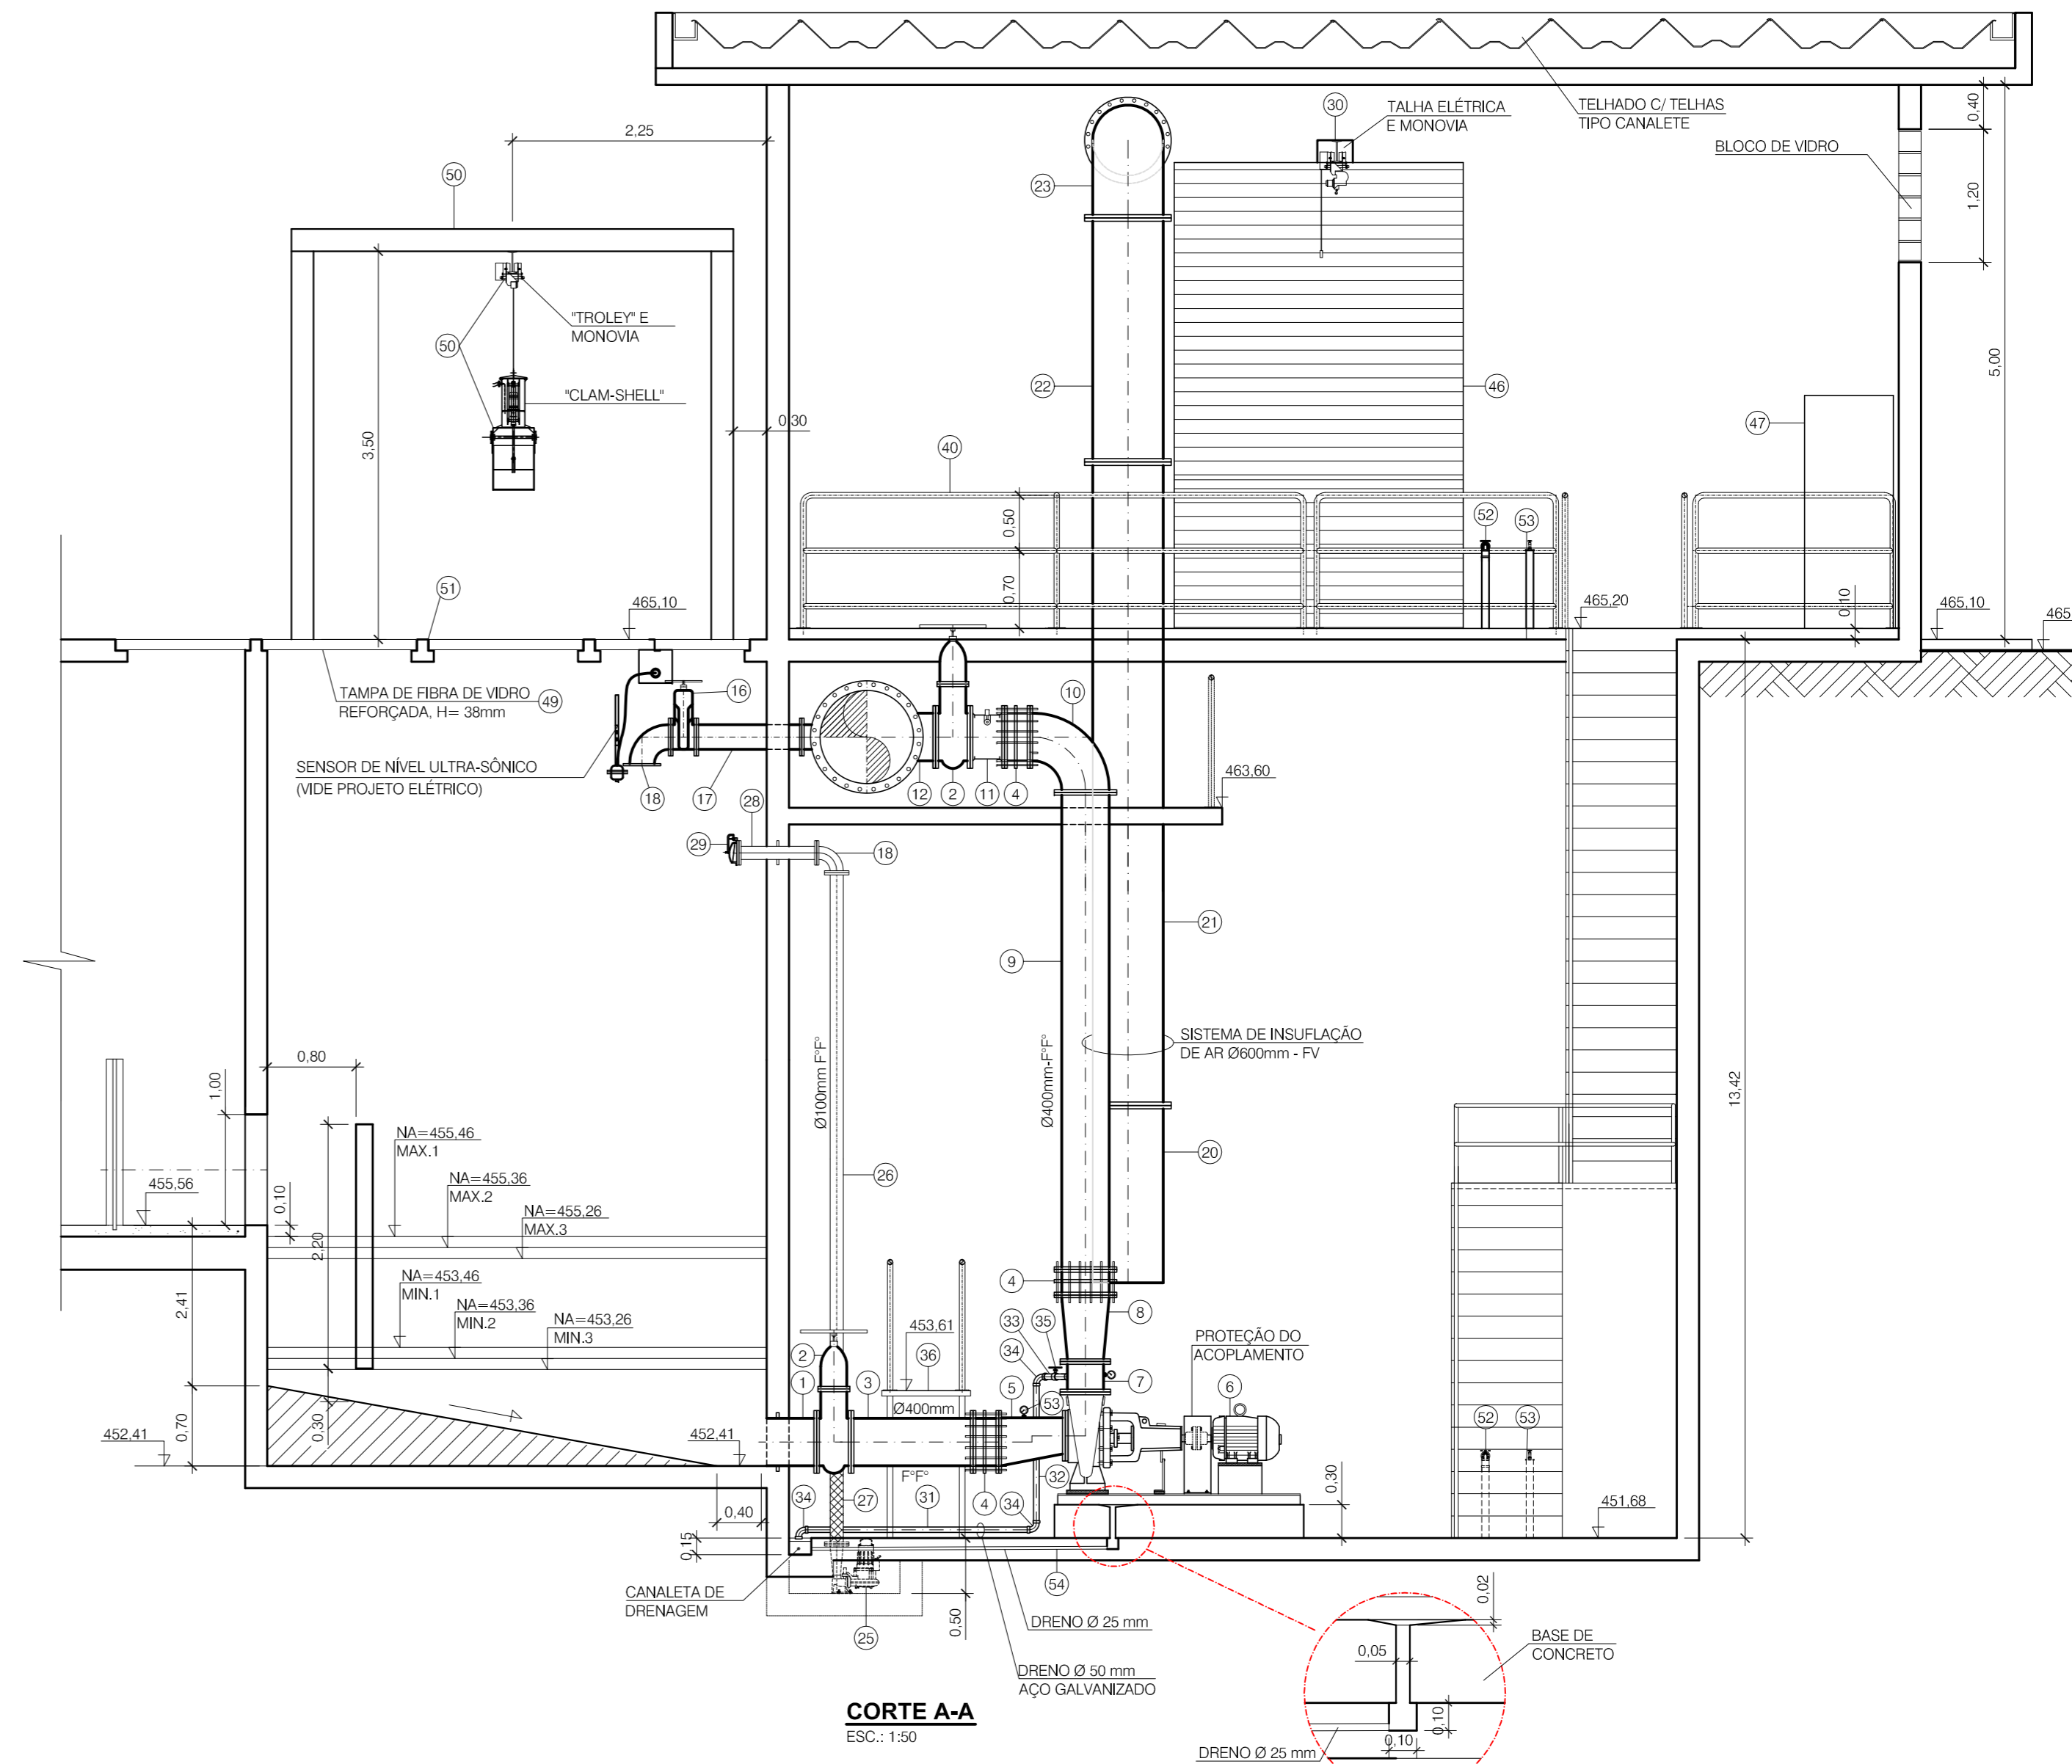 TALHA ELÉTRICA
E MONOVIA
30
TELHADO C/ TELHAS
TIPO CANALETE
0,40
BLOCO DE VIDRO
1,20
2,25
50
23
"TROLEY" E
MONOVIA
50
5,00
22
46
"CLAM-SHELL"
0,30
3,50
47
40
0,50
52
53
51
0,70
465,10
465,20
0,10
465,10
465
TAMPA DE FIBRA DE VIDRO
REFORÇADA, H= 38mm
49
16
10
SENSOR DE NÍVEL ULTRA-SÔNICO
(VIDE PROJETO ELÉTRICO)
463,60
18
17
12
2
11
4
28
29
18
21
9
SISTEMA DE INSUFLAÇÃO
DE AR Ø600mm - FV
0,80
Ø100mm FºFº
Ø400mm-FºFº
1,00
13,42
NA=455,46
MAX.1
20
26
NA=455,36
MAX.2
455,56
0,10
NA=455,26
MAX.3
2,20
NA=453,46
MIN.1
4
2,41
NA=453,36
MIN.2
NA=453,26
MIN.3
453,61
33
35
8
PROTEÇÃO DO
ACOPLAMENTO
2
36
34
1
3
5
53
7
6
Ø400mm
0,70
0,30
452,41
452,41
52
53
FºFº
32
0,30
34
27
31
4
34
0,40
451,68
0,15
CANALETA DE
DRENAGEM
54
0,02
25
0,50
DRENO Ø 25 mm
BASE DE
CONCRETO
0,05
DRENO Ø 50 mm
AÇO GALVANIZADO
CORTE A-A
ESC.: 1:50
0,10
0,10
DRENO Ø 25 mm